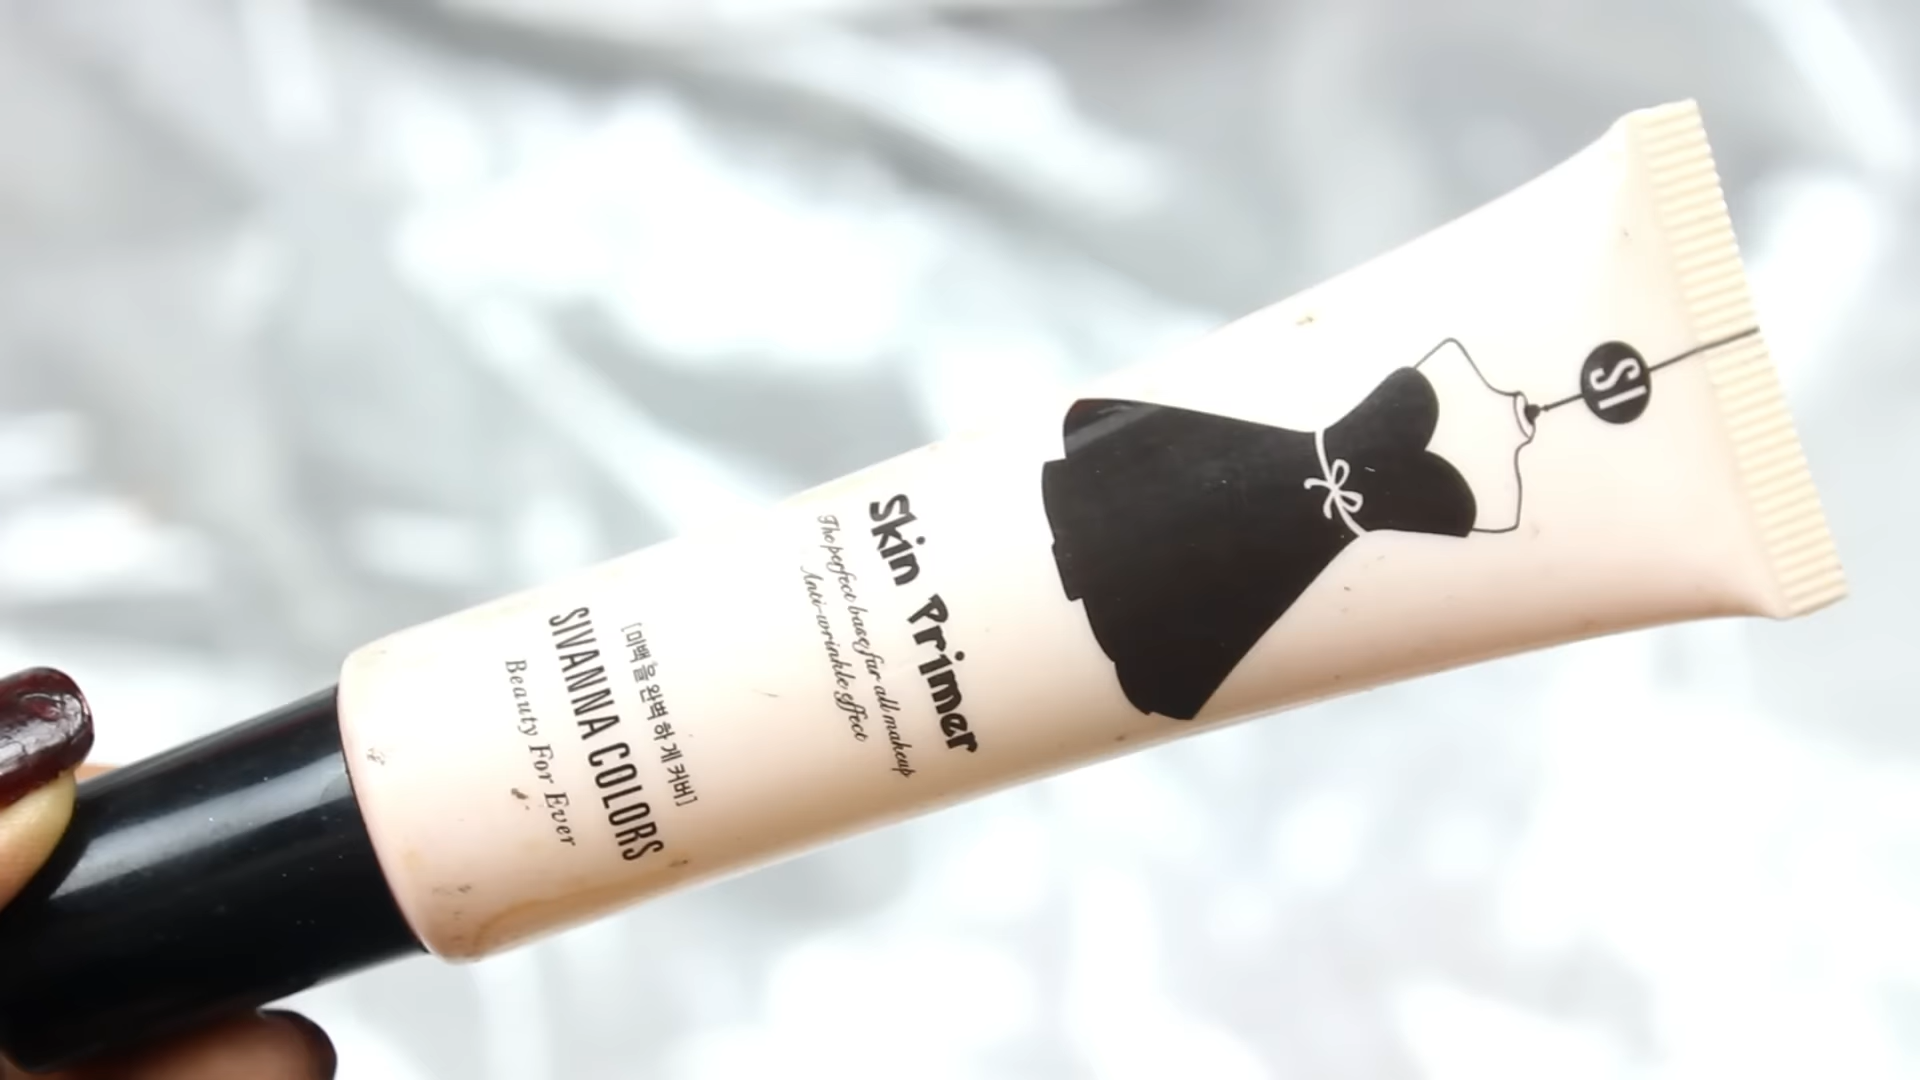 SI
Skin Primer
The perfect base for all makeup
Anti-wrinkle effect
[미백을 완벽하게 커버]
SIVANNA COLORS
Beauty For Ever